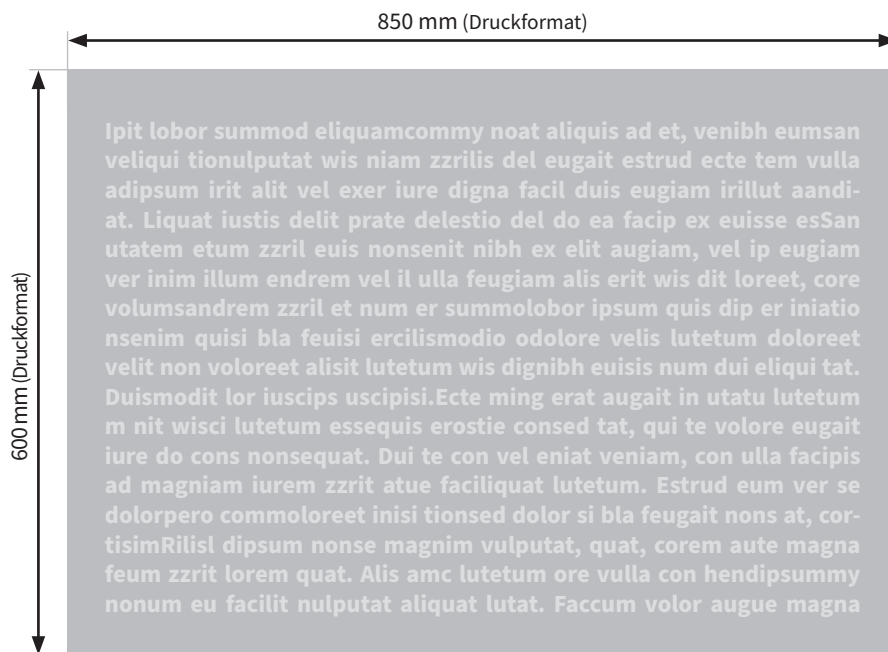 850 mm (Druckformat)
600 mm (Druckformat)
Ipit lobor summod eliquamcommy noat aliquis ad et, venibh eumsan
veliqui tionulputat wis niam zzrilis del eugait estrud ecte tem vulla
adipsum irit alit vel exer iure digna facil duis eugiam irillut aandi-
at. Liquat iustis delit prate delestio del do ea facip ex euisse esSan
utatem etum zzril euis nonsenit nibh ex elit augiam, vel ip eugiam
ver inim illum endrem vel il ulla feugiam alis erit wis dit loreet, core
volumsandrem zzril et num er summolobor ipsum quis dip er iniatio
nsenim quisi bla feuisi ercilismodio odolore velis lutetum doloreet
velit non voloreet alisit lutetum wis dignibh euisis num dui eliqui tat.
Duismodit lor iuscips uscipisi.Ecte ming erat augait in utatu lutetum
m nit wisci lutetum essequis erostie consed tat, qui te volore eugait
iure do cons nonsequat. Dui te con vel eniat veniam, con ulla facipis
ad magniam iurem zzrit atue faciliquat lutetum. Estrud eum ver se
dolorpero commoloreet inisi tionsed dolor si bla feugait nons at, cor-
tisimRilisl dipsum nonse magnim vulputat, quat, corem aute magna
feum zzrit lorem quat. Alis amc lutetum ore vulla con hendipsummy
nonum eu facilit nulputat aliquat lutat. Faccum volor augue magna